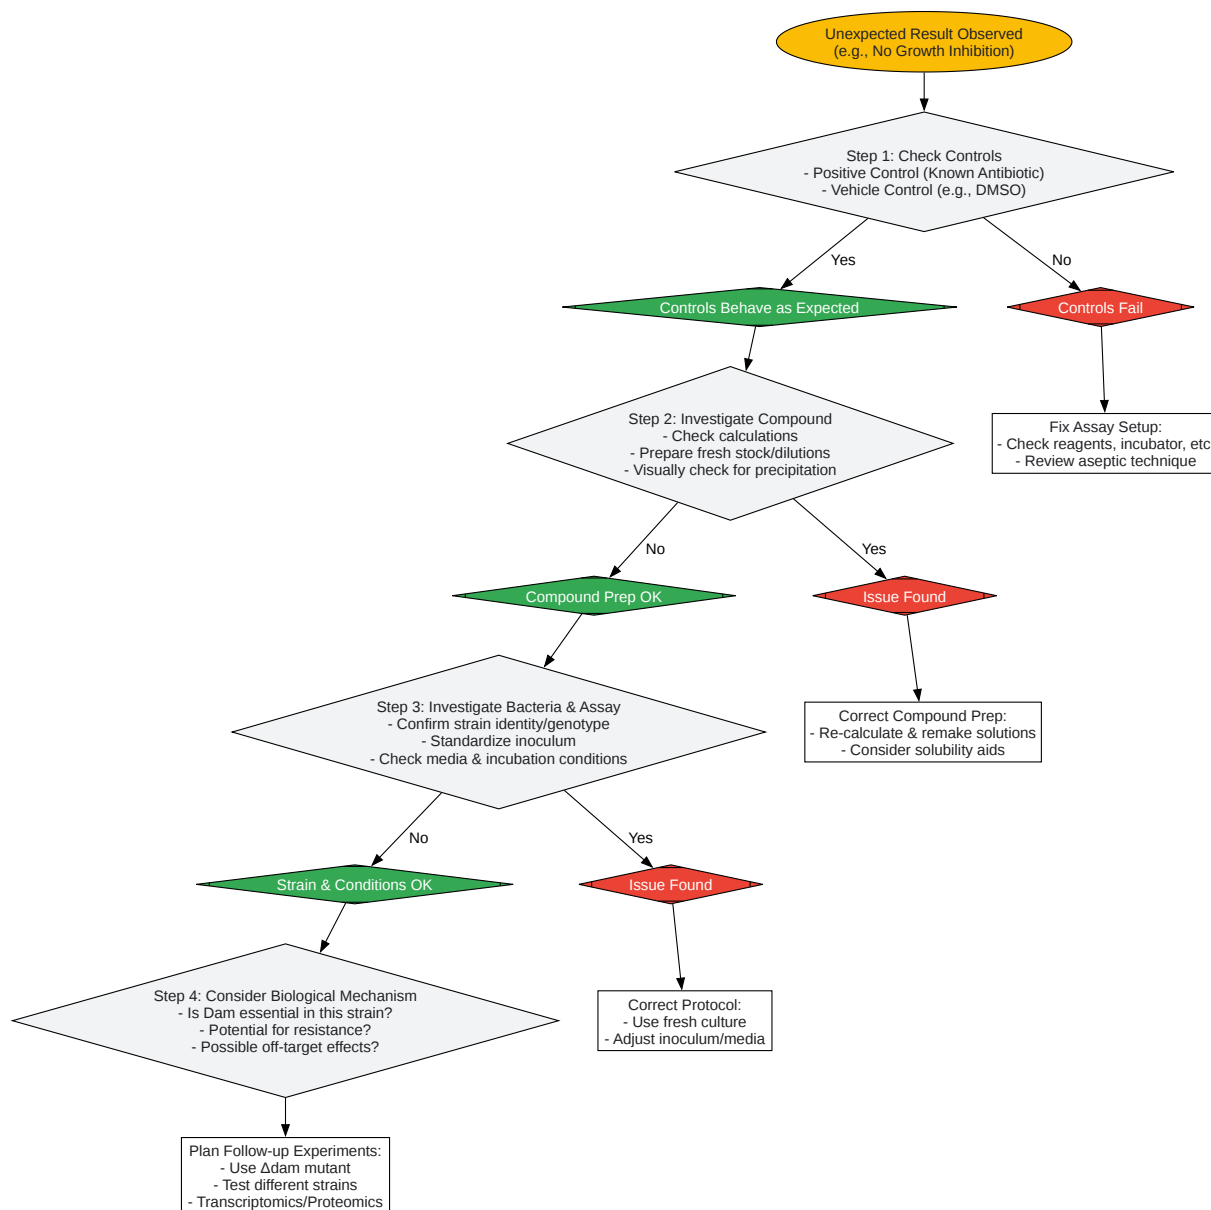 Unexpected Result Observed
(e.g., No Growth Inhibition)
Step 1: Check Controls
- Positive Control (Known Antibiotic)
- Vehicle Control (e.g., DMSO)
Yes
No
Controls Behave as Expected
Controls Fail
Step 2: Investigate Compound
- Check calculations
- Prepare fresh stock/dilutions
- Visually check for precipitation
Fix Assay Setup:
- Check reagents, incubator, etc
- Review aseptic technique
No
Yes
Compound Prep OK
Issue Found
Step 3: Investigate Bacteria & Assay
- Confirm strain identity/genotype
- Standardize inoculum
- Check media & incubation conditions
Correct Compound Prep:
- Re-calculate & remake solutions
- Consider solubility aids
No
Yes
Strain & Conditions OK
Issue Found
Step 4: Consider Biological Mechanism
- Is Dam essential in this strain?
- Potential for resistance?
- Possible off-target effects?
Correct Protocol:
- Use fresh culture
- Adjust inoculum/media
Plan Follow-up Experiments:
- Use Δdam mutant
- Test different strains
- Transcriptomics/Proteomics